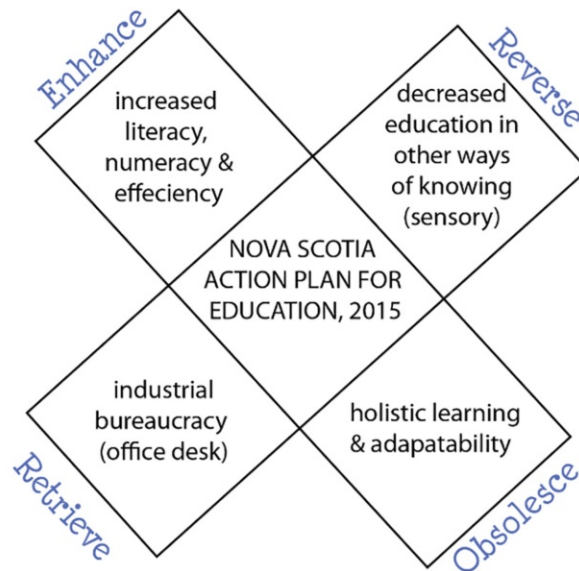 Enhance
increased
literacy,
numeracy &
effeciency
Reverse
decreased
education in
other ways
of knowing
(sensory)
NOVA SCOTIA
ACTION PLAN FOR
EDUCATION, 2015
Retrieve
industrial
bureaucracy
(office desk)
Obsolesce
holistic learning
& adapatability